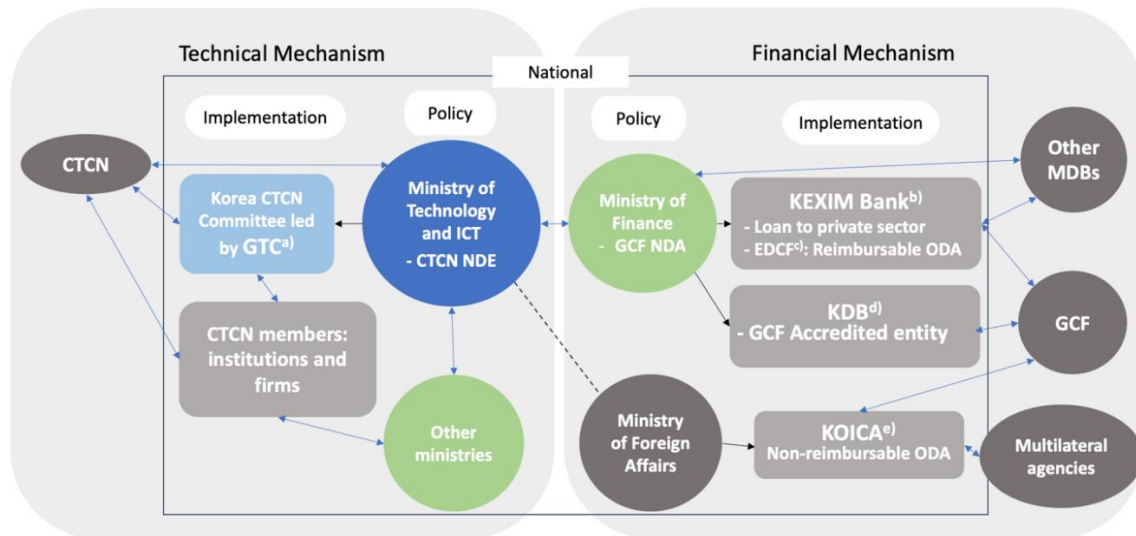 Technical Mechanism
Financial Mechanism
National
Implementation
Policy
Policy
Implementation
CTCN
Korea CTCN
Committee led
by GTCᵃ⁾
Ministry of
Technology
and ICT
- CTCN NDE
Ministry of
Finance
- GCF NDA
KEXIM Bankᵇ⁾
- Loan to private sector
- EDCFᶜ⁾: Reimbursable ODA
Other
MDBs
CTCN members:
institutions and
firms
KDBᵈ⁾
- GCF Accredited entity
GCF
Other
ministries
Ministry
of Foreign
Affairs
KOICAᵉ⁾
Non-reimbursable ODA
Multilateral
agencies